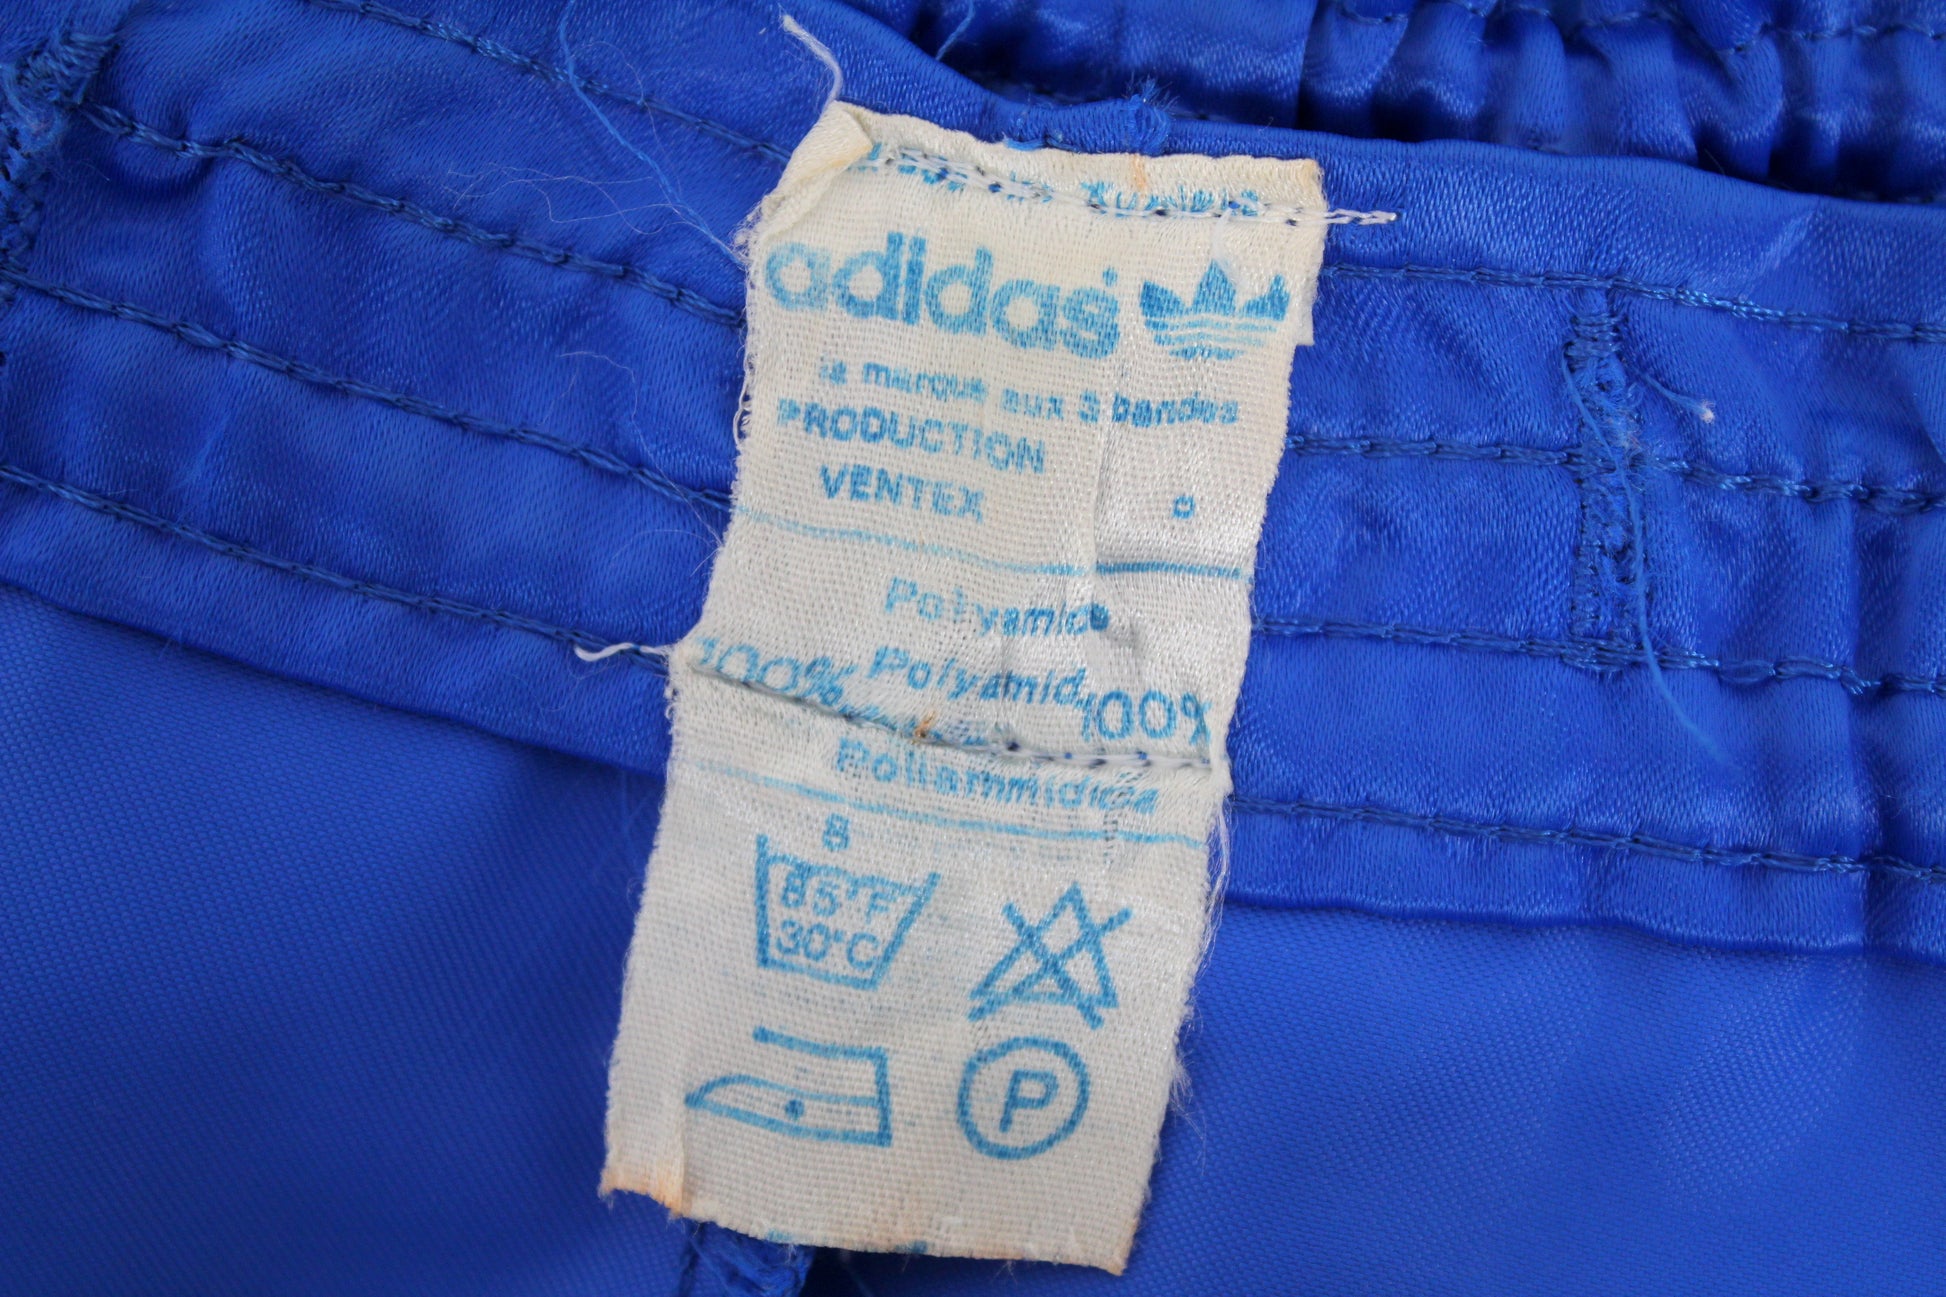 adidas
la marque aux 3 bandes
PRODUCTION
VENTEX
D
Polyamide
100% Polyamid 100%
Poliammidica
8
85°F
30°C
P